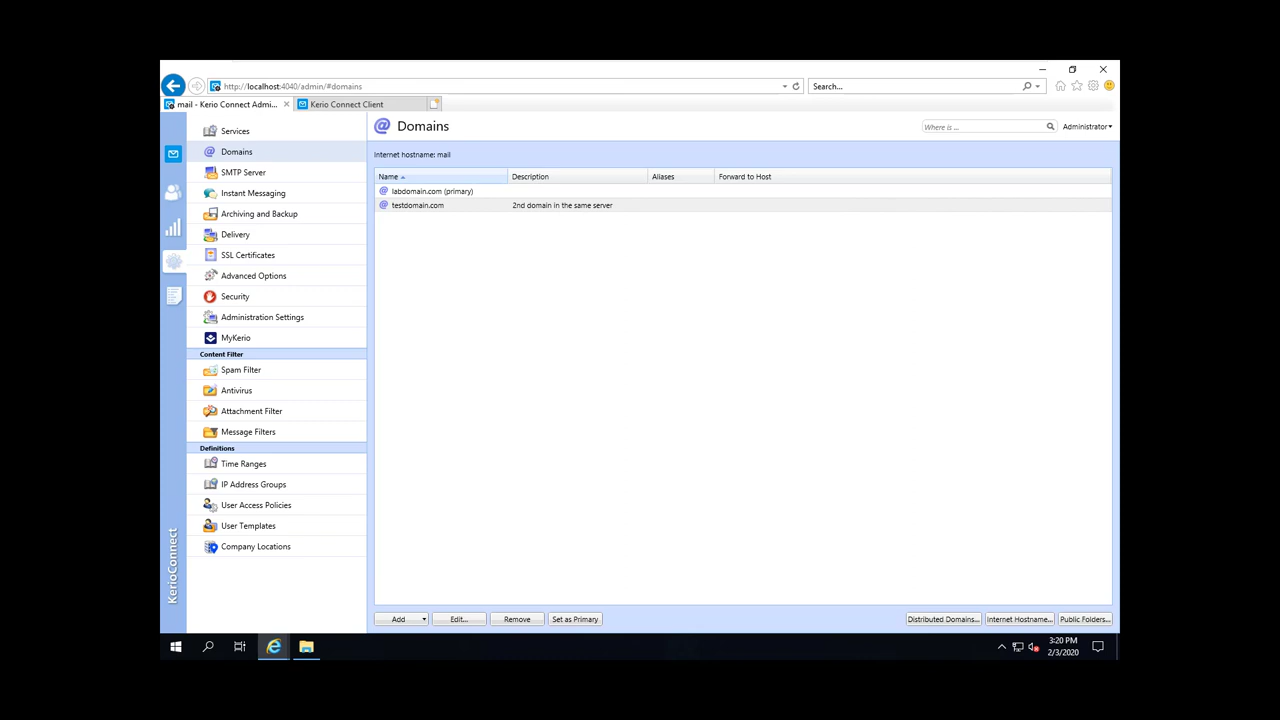 http://localhost:4040/admin/#domains
Search...
mail - Kerio Connect Admi...
Kerio Connect Client
Services
Domains
SMTP Server
Instant Messaging
Archiving and Backup
Delivery
SSL Certificates
Advanced Options
Security
Administration Settings
MyKerio
Content Filter
Spam Filter
Antivirus
Attachment Filter
Message Filters
Definitions
Time Ranges
IP Address Groups
User Access Policies
User Templates
Company Locations
KerioConnect
Domains
Where is ...
Administrator
Internet hostname: mail
Name Description Aliases Forward to Host
labdomain.com (primary)
testdomain.com 2nd domain in the same server
Add Edit... Remove Set as Primary Distributed Domains... Internet Hostname... Public Folders...
3:20 PM
2/3/2020